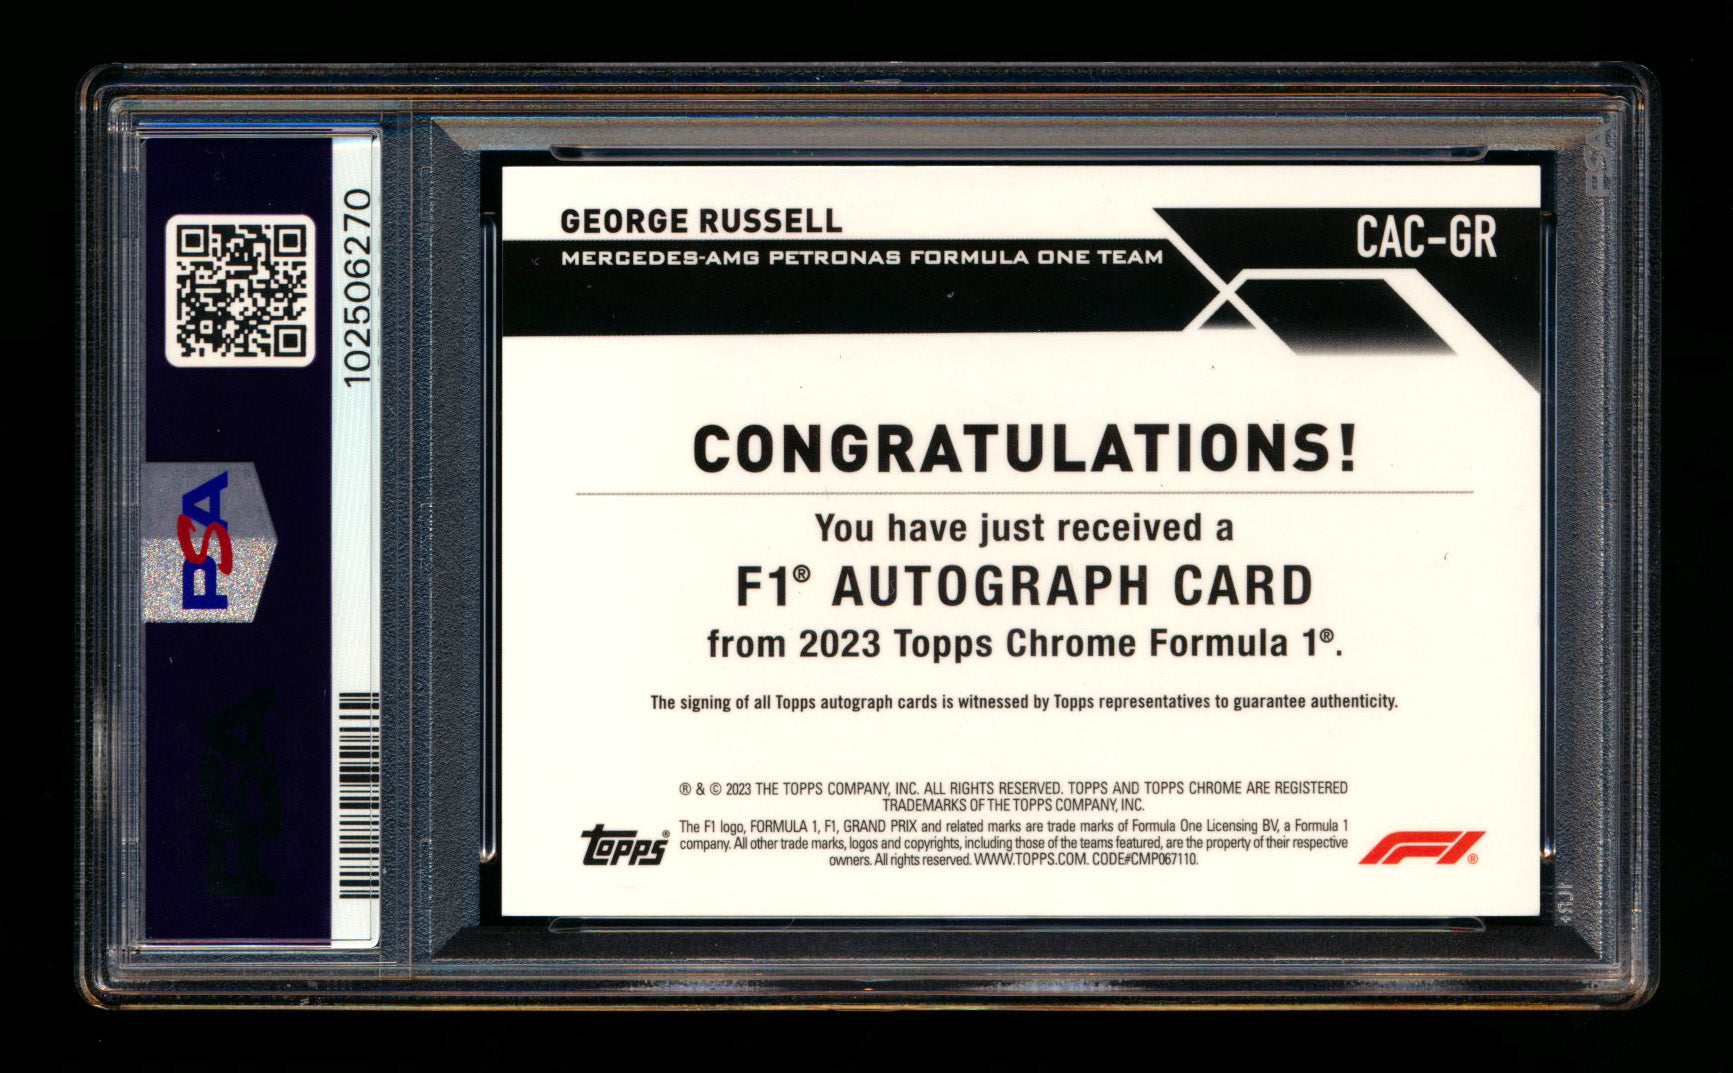 GEORGE RUSSELL
MERCEDES-AMG PETRONAS FORMULA ONE TEAM
CAC-GR
CONGRATULATIONS!
You have just received a
F1® AUTOGRAPH CARD
from 2023 Topps Chrome Formula 1®.
The signing of all Topps autograph cards is witnessed by Topps representatives to guarantee authenticity.
® & © 2023 THE TOPPS COMPANY, INC. ALL RIGHTS RESERVED. TOPPS AND TOPPS CHROME ARE REGISTERED
TRADEMARKS OF THE TOPPS COMPANY, INC.
The F1 logo, FORMULA 1, F1, GRAND PRIX and related marks are trade marks of Formula One Licensing BV, a Formula 1
company. All other trade marks, logos and copyrights, including those of the teams featured, are the property of their respective
owners. All rights reserved. WWW.TOPPS.COM. CODE#CMP067110.
Topps®
F1®
102506270
PSA
PSA
PSA